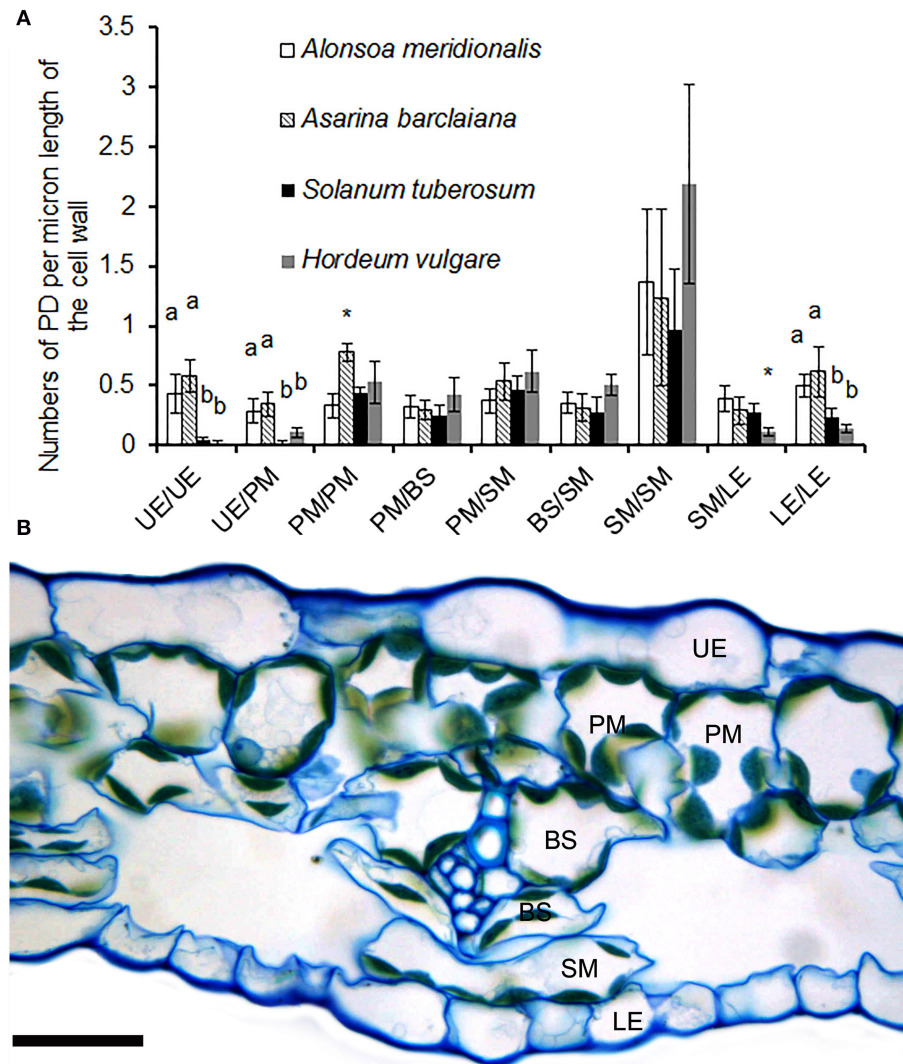 A
Numbers of PD per micron length of
the cell wall
3.5
3
2.5
2
1.5
1
0.5
0
Alonsoa meridionalis
Asarina barclaiana
Solanum tuberosum
Hordeum vulgare
a a b b
a a b b
*
*
a a b b
UE/UE
UE/PM
PM/PM
PM/BS
PM/SM
BS/SM
SM/SM
SM/LE
LE/LE
B
UE
PM PM
BS
BS
SM
LE